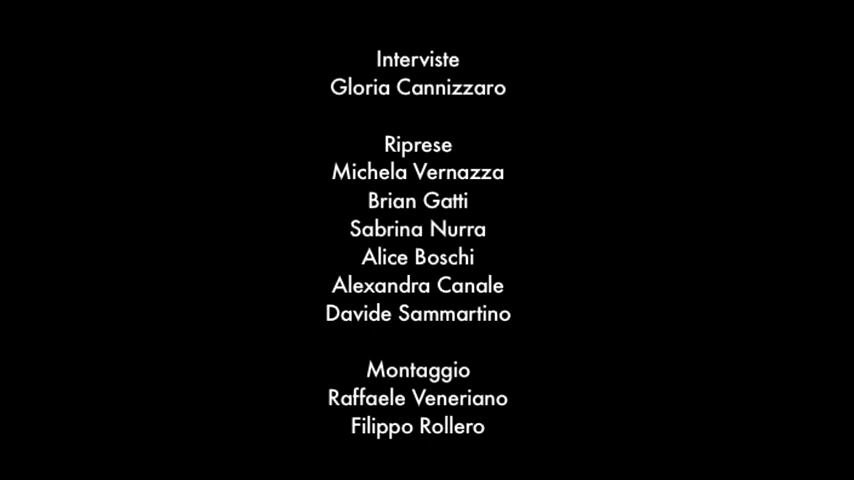 Interviste
Gloria Cannizzaro
Riprese
Michela Vernazza
Brian Gatti
Sabrina Nurra
Alice Boschi
Alexandra Canale
Davide Sammartino
Montaggio
Raffaele Veneriano
Filippo Rollero